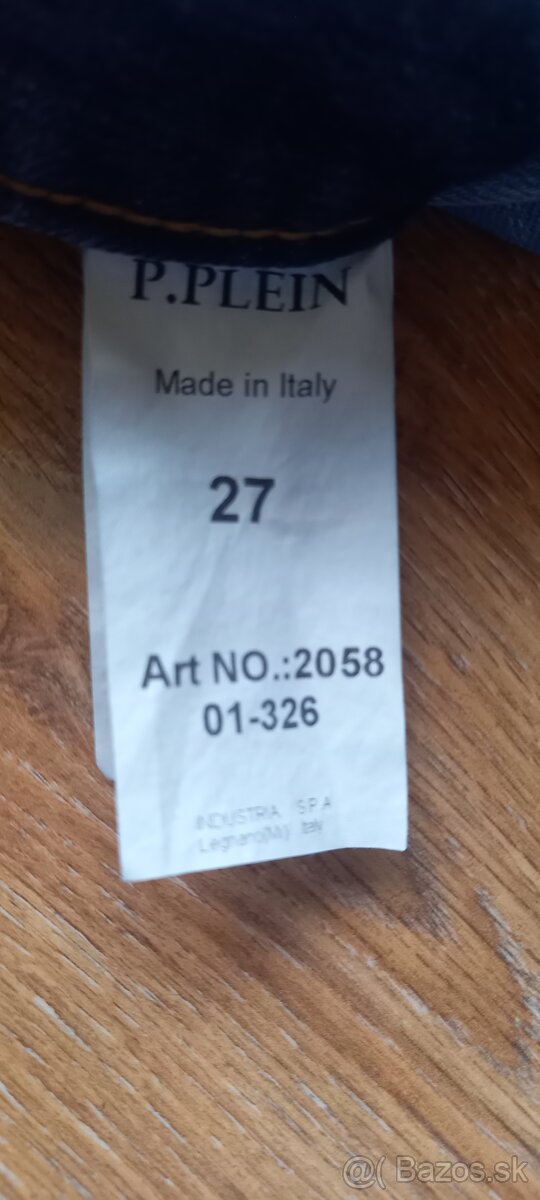 P.PLEIN
Made in Italy
27
Art NO.:2058
01-326
INDUSTRIA S.P.A
Legnano(Mi) Italy
@( Bazos.sk